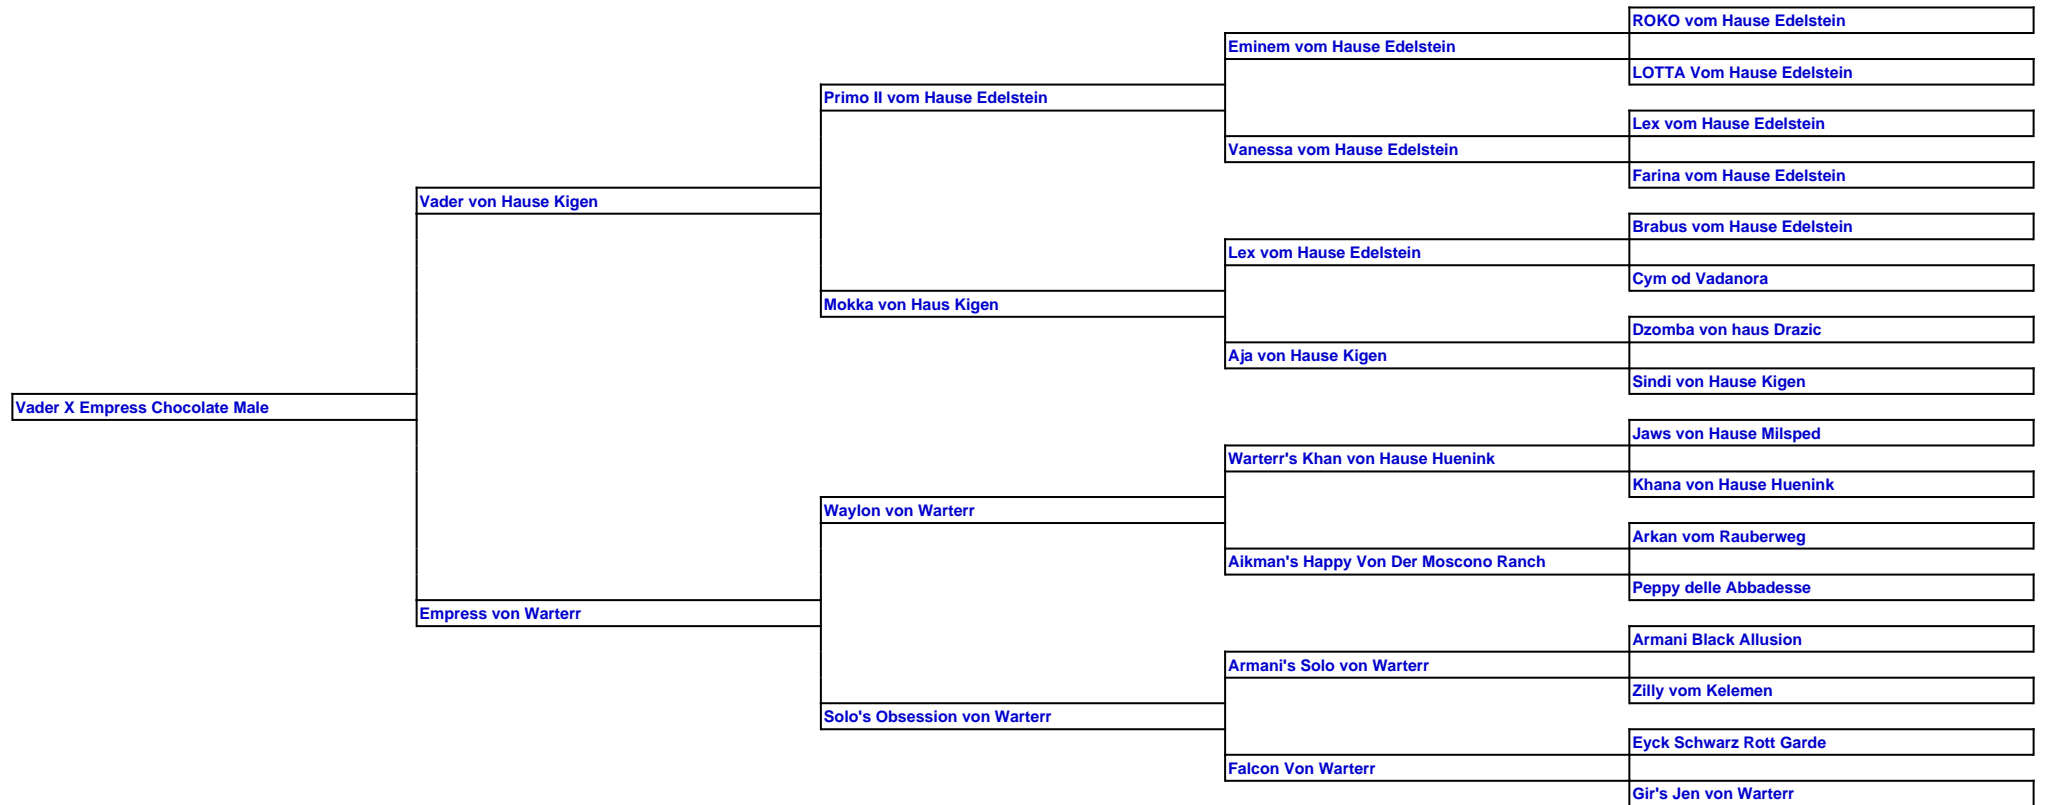 ROKO vom Hause Edelstein
Eminem vom Hause Edelstein
LOTTA Vom Hause Edelstein
Primo II vom Hause Edelstein
Lex vom Hause Edelstein
Vanessa vom Hause Edelstein
Farina vom Hause Edelstein
Vader von Hause Kigen
Brabus vom Hause Edelstein
Lex vom Hause Edelstein
Cym od Vadanora
Mokka von Haus Kigen
Dzomba von haus Drazic
Aja von Hause Kigen
Sindi von Hause Kigen
Vader X Empress Chocolate Male
Jaws von Hause Milsped
Warterr's Khan von Hause Huenink
Khana von Hause Huenink
Waylon von Warterr
Arkan vom Rauberweg
Aikman's Happy Von Der Moscono Ranch
Peppy delle Abbadesse
Empress von Warterr
Armani Black Allusion
Armani's Solo von Warterr
Zilly vom Kelemen
Solo's Obsession von Warterr
Eyck Schwarz Rott Garde
Falcon Von Warterr
Gir's Jen von Warterr